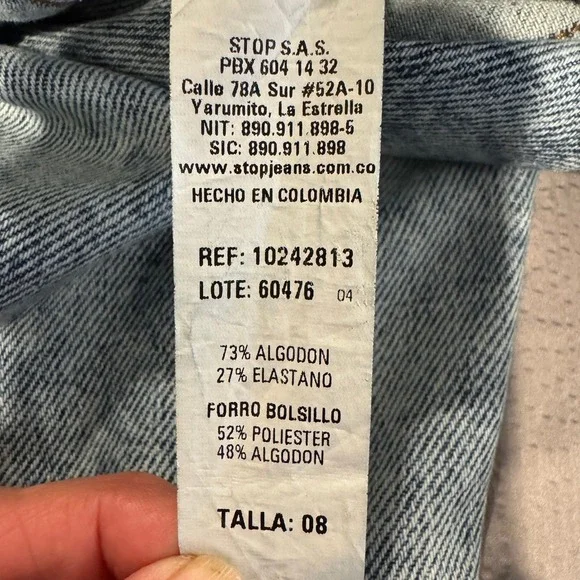 STOP S.A.S.
PBX 604 14 32
Calle 78A Sur #52A-10
Yarumito, La Estrella
NIT: 890.911.898-5
SIC: 890.911.898
www.stopjeans.com.co
HECHO EN COLOMBIA
REF: 10242813
LOTE: 60476 04
73% ALGODON
27% ELASTANO
FORRO BOLSILLO
52% POLIESTER
48% ALGODON
TALLA: 08